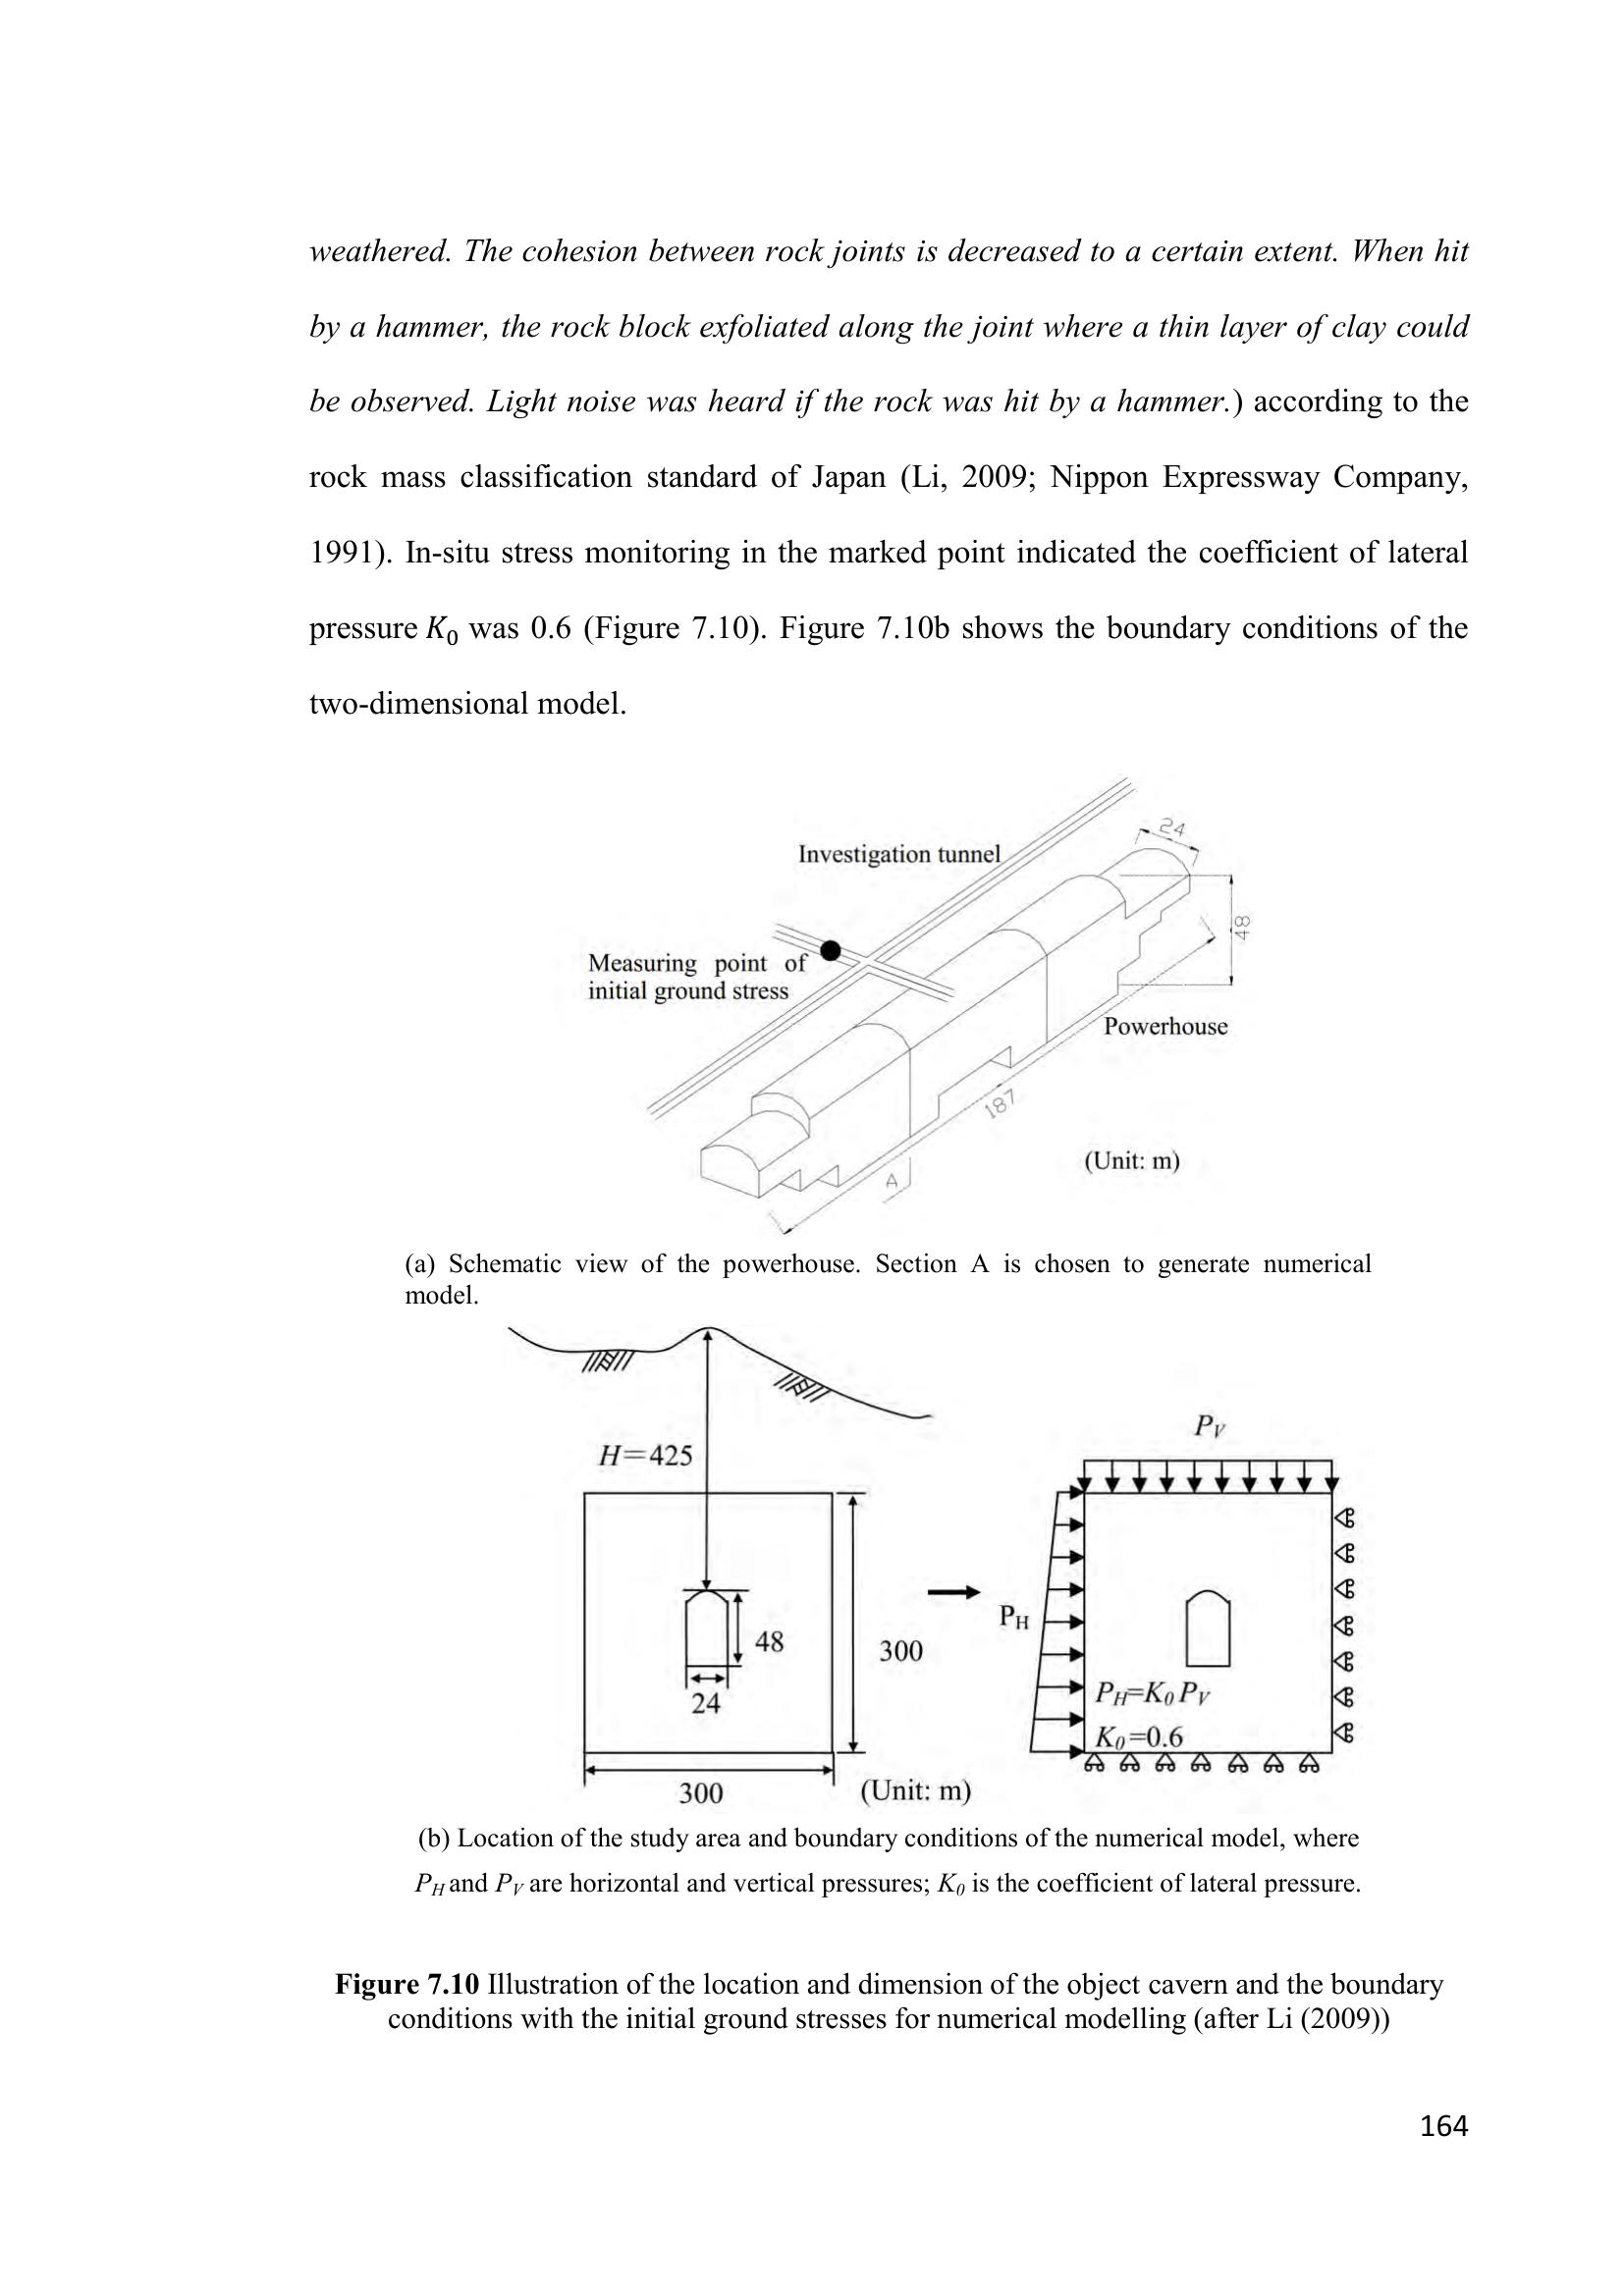 weathered. The cohesion between rock joints is decreased to a certain extent. When hit
by a hammer, the rock block exfoliated along the joint where a thin layer of clay could
be observed. Light noise was heard if the rock was hit by a hammer.) according to the
rock mass classification standard of Japan (Li, 2009; Nippon Expressway Company,
1991). In-situ stress monitoring in the marked point indicated the coefficient of lateral
pressure K₀ was 0.6 (Figure 7.10). Figure 7.10b shows the boundary conditions of the
two-dimensional model.
24
Investigation tunnel
48
Measuring point of
initial ground stress
Powerhouse
187
(Unit: m)
A
(a) Schematic view of the powerhouse. Section A is chosen to generate numerical
model.
P_V
H=425
P_H
48
300
24
P_H=K₀P_V
K₀=0.6
300
(Unit: m)
(b) Location of the study area and boundary conditions of the numerical model, where
P_H and P_V are horizontal and vertical pressures; K₀ is the coefficient of lateral pressure.
Figure 7.10 Illustration of the location and dimension of the object cavern and the boundary
conditions with the initial ground stresses for numerical modelling (after Li (2009))
164